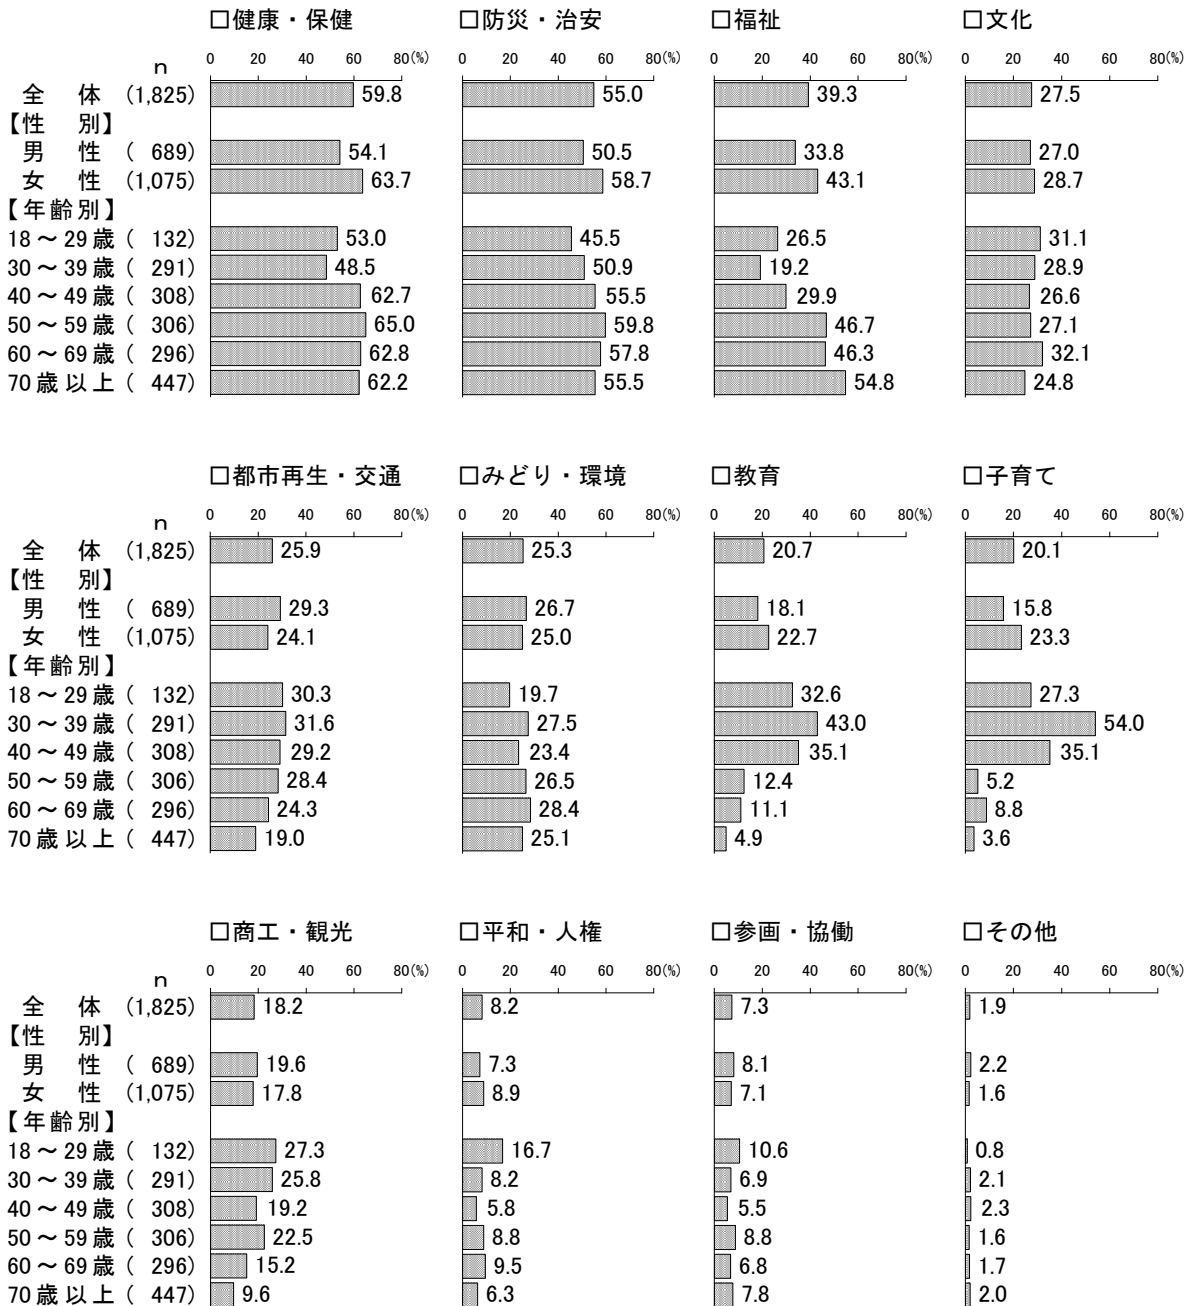 □健康・保健 □防災・治安 □福祉 □文化
0 20 40 60 80(%) 0 20 40 60 80(%) 0 20 40 60 80(%) 0 20 40 60 80(%)
n
全 体 (1,825) 59.8 55.0 39.3 27.5
【性 別】
男 性 ( 689) 54.1 50.5 33.8 27.0
女 性 (1,075) 63.7 58.7 43.1 28.7
【年齢別】
18～29歳 ( 132) 53.0 45.5 26.5 31.1
30～39歳 ( 291) 48.5 50.9 19.2 28.9
40～49歳 ( 308) 62.7 55.5 29.9 26.6
50～59歳 ( 306) 65.0 59.8 46.7 27.1
60～69歳 ( 296) 62.8 57.8 46.3 32.1
70歳以上 ( 447) 62.2 55.5 54.8 24.8
□都市再生・交通 □みどり・環境 □教育 □子育て
0 20 40 60 80(%) 0 20 40 60 80(%) 0 20 40 60 80(%) 0 20 40 60 80(%)
n
全 体 (1,825) 25.9 25.3 20.7 20.1
【性 別】
男 性 ( 689) 29.3 26.7 18.1 15.8
女 性 (1,075) 24.1 25.0 22.7 23.3
【年齢別】
18～29歳 ( 132) 30.3 19.7 32.6 27.3
30～39歳 ( 291) 31.6 27.5 43.0 54.0
40～49歳 ( 308) 29.2 23.4 35.1 35.1
50～59歳 ( 306) 28.4 26.5 12.4 5.2
60～69歳 ( 296) 24.3 28.4 11.1 8.8
70歳以上 ( 447) 19.0 25.1 4.9 3.6
□商工・観光 □平和・人権 □参画・協働 □その他
0 20 40 60 80(%) 0 20 40 60 80(%) 0 20 40 60 80(%) 0 20 40 60 80(%)
n
全 体 (1,825) 18.2 8.2 7.3 1.9
【性 別】
男 性 ( 689) 19.6 7.3 8.1 2.2
女 性 (1,075) 17.8 8.9 7.1 1.6
【年齢別】
18～29歳 ( 132) 27.3 16.7 10.6 0.8
30～39歳 ( 291) 25.8 8.2 6.9 2.1
40～49歳 ( 308) 19.2 5.8 5.5 2.3
50～59歳 ( 306) 22.5 8.8 8.8 1.6
60～69歳 ( 296) 15.2 9.5 6.8 1.7
70歳以上 ( 447) 9.6 6.3 7.8 2.0